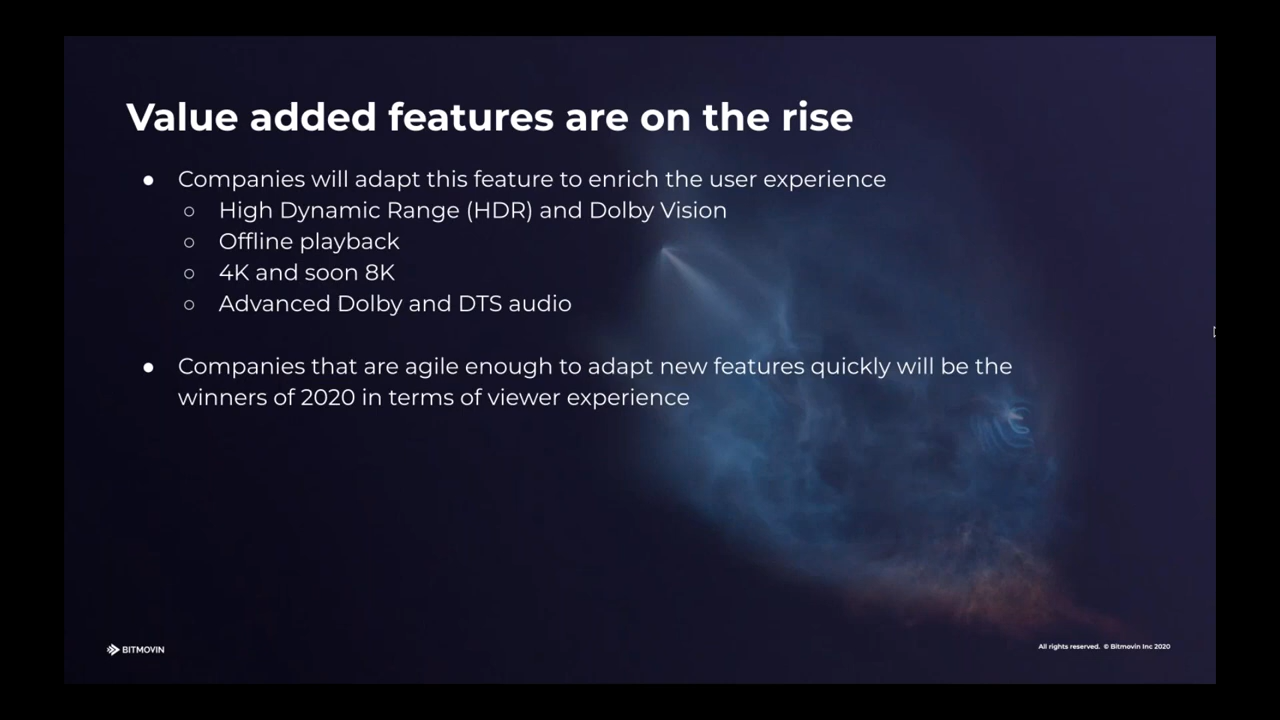 Value added features are on the rise
● Companies will adapt this feature to enrich the user experience
○ High Dynamic Range (HDR) and Dolby Vision
○ Offline playback
○ 4K and soon 8K
○ Advanced Dolby and DTS audio
● Companies that are agile enough to adapt new features quickly will be the
winners of 2020 in terms of viewer experience
BITMOVIN
All rights reserved. © Bitmovin Inc 2020